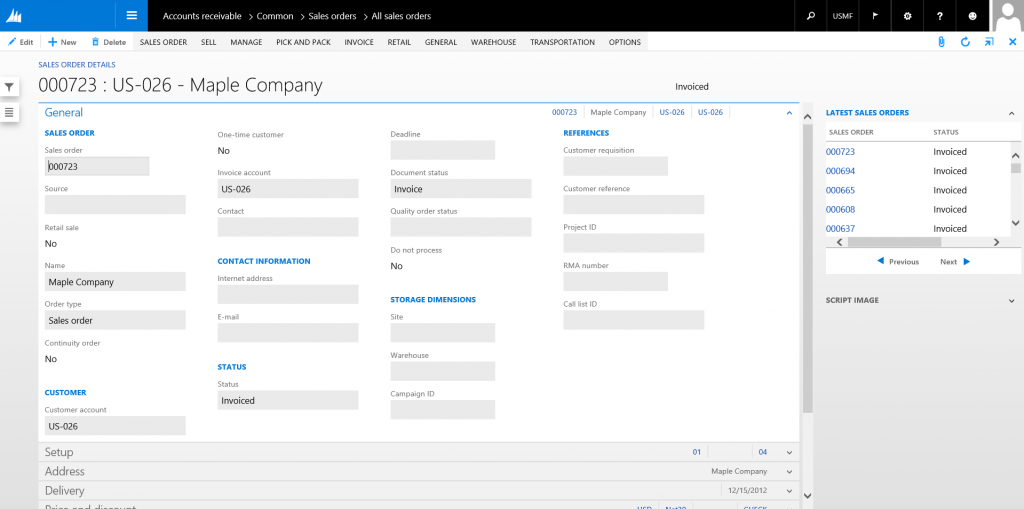 Accounts receivable > Common > Sales orders > All sales orders
USMF
?
Edit
New
Delete
SALES ORDER
SELL
MANAGE
PICK AND PACK
INVOICE
RETAIL
GENERAL
WAREHOUSE
TRANSPORTATION
OPTIONS
SALES ORDER DETAILS
000723 : US-026 - Maple Company
Invoiced
General
000723
Maple Company
US-026
US-026
SALES ORDER
Sales order
000723
Source
Retail sale
No
Name
Maple Company
Order type
Sales order
Continuity order
No
CUSTOMER
Customer account
US-026
One-time customer
No
Invoice account
US-026
Contact
CONTACT INFORMATION
Internet address
E-mail
STATUS
Status
Invoiced
Deadline
Document status
Invoice
Quality order status
Do not process
No
STORAGE DIMENSIONS
Site
Warehouse
Campaign ID
REFERENCES
Customer requisition
Customer reference
Project ID
RMA number
Call list ID
Setup
01
04
Address
Maple Company
Delivery
12/15/2012
Price and discount
USD
Net30
CHECK
LATEST SALES ORDERS
SALES ORDER
STATUS
000723
Invoiced
000694
Invoiced
000665
Invoiced
000608
Invoiced
000637
Invoiced
Previous
Next
SCRIPT IMAGE